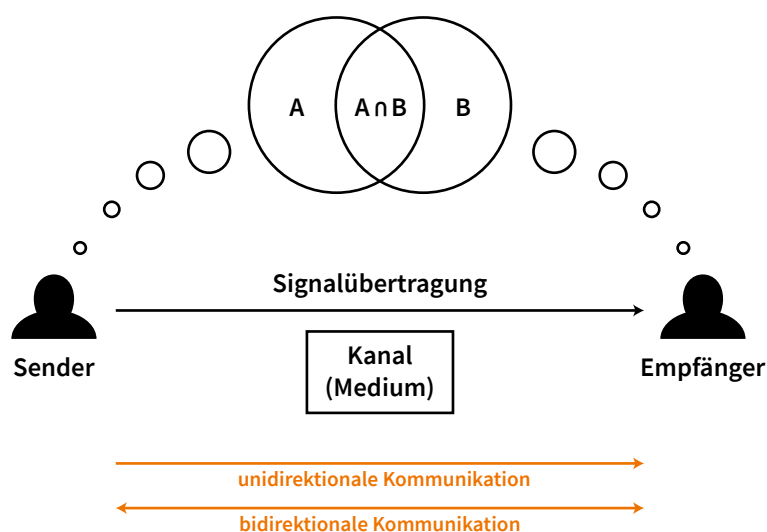 A
A∩B
B
Signalübertragung
Sender
Kanal
(Medium)
Empfänger
unidirektionale Kommunikation
bidirektionale Kommunikation